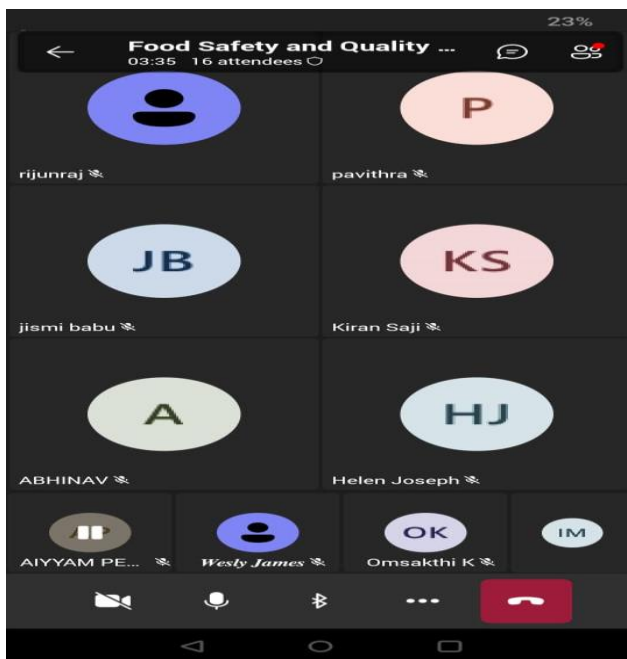 23%
Food Safety and Quality ...
03:35 16 attendees
P
rijunraj
pavithra
JB
KS
jismi babu
Kiran Saji
A
HJ
ABHINAV
Helen Joseph
OK
IM
AIYYAM PE...
Wesly James
Omsakthi K